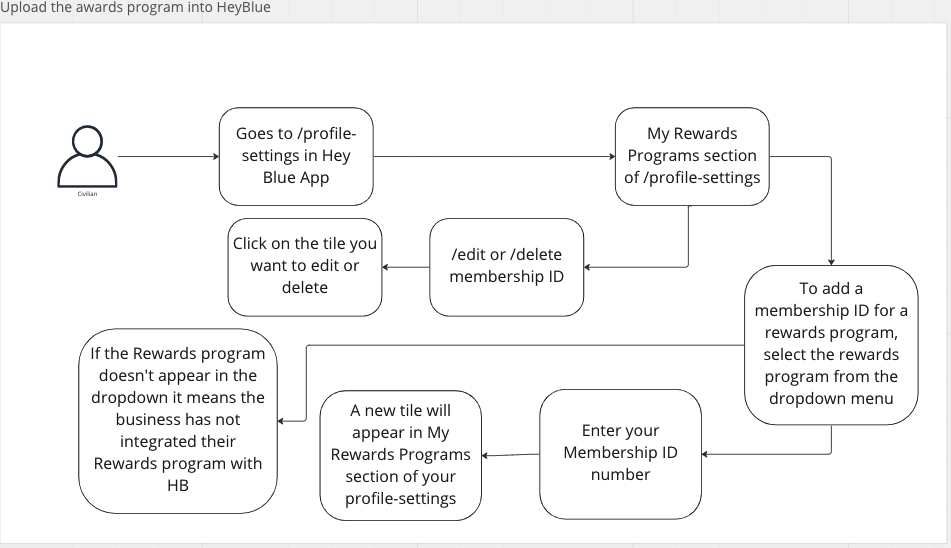 Upload the awards program into HeyBlue
Civilian
Goes to /profile-
settings in Hey
Blue App
My Rewards
Programs section
of /profile-settings
Click on the tile you
want to edit or
delete
/edit or /delete
membership ID
To add a
membership ID for a
rewards program,
select the rewards
program from the
dropdown menu
If the Rewards program
doesn't appear in the
dropdown it means the
business has not
integrated their
Rewards program with
HB
A new tile will
appear in My
Rewards Programs
section of your
profile-settings
Enter your
Membership ID
number